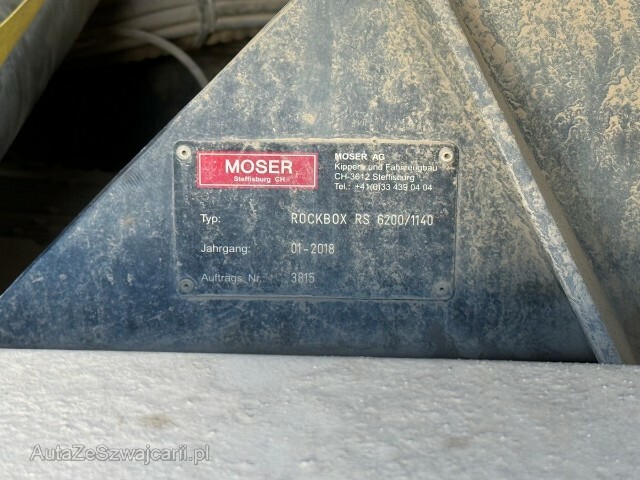 MOSER
Steffisburg CH
MOSER AG
Kippers und Fahrzeugbau
CH-3612 Steffisburg
Tel.: +41(0)33 439 04 04
Typ: ROCKBOX RS 6200/1140
Jahrgang: 01-2018
Auftrags. Nr.: 3815
AutaZeSzwajcarii.pl